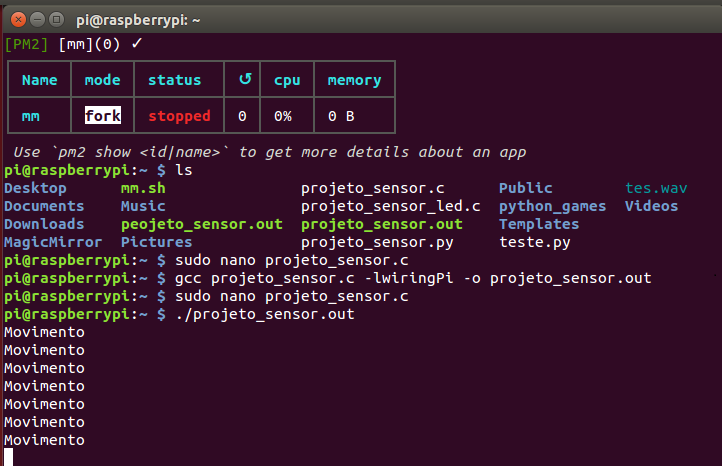 pi@raspberrypi: ~
[PM2] [mm](0) ✓
Name mode status ↺ cpu memory
mm fork stopped 0 0% 0 B
Use `pm2 show <id|name>` to get more details about an app
pi@raspberrypi:~ $ ls
Desktop mm.sh projeto_sensor.c Public tes.wav
Documents Music projeto_sensor_led.c python_games Videos
Downloads peojeto_sensor.out projeto_sensor.out Templates
MagicMirror Pictures projeto_sensor.py teste.py
pi@raspberrypi:~ $ sudo nano projeto_sensor.c
pi@raspberrypi:~ $ gcc projeto_sensor.c -lwiringPi -o projeto_sensor.out
pi@raspberrypi:~ $ sudo nano projeto_sensor.c
pi@raspberrypi:~ $ ./projeto_sensor.out
Movimento
Movimento
Movimento
Movimento
Movimento
Movimento
Movimento